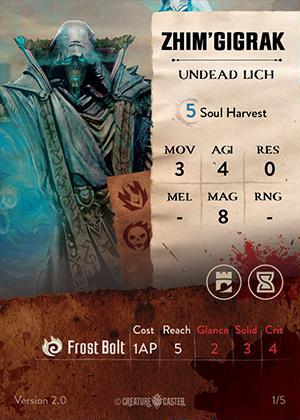 ZHIM'GIGRAK
UNDEAD LICH
5 Soul Harvest
MOV AGI RES
3 4 0
MEL MAG RNG
- 8 -
Cost Reach Glance Solid Crit
Frost Bolt 1AP 5 2 3 4
Version 2.0 © CREATURE CASTER 1/5